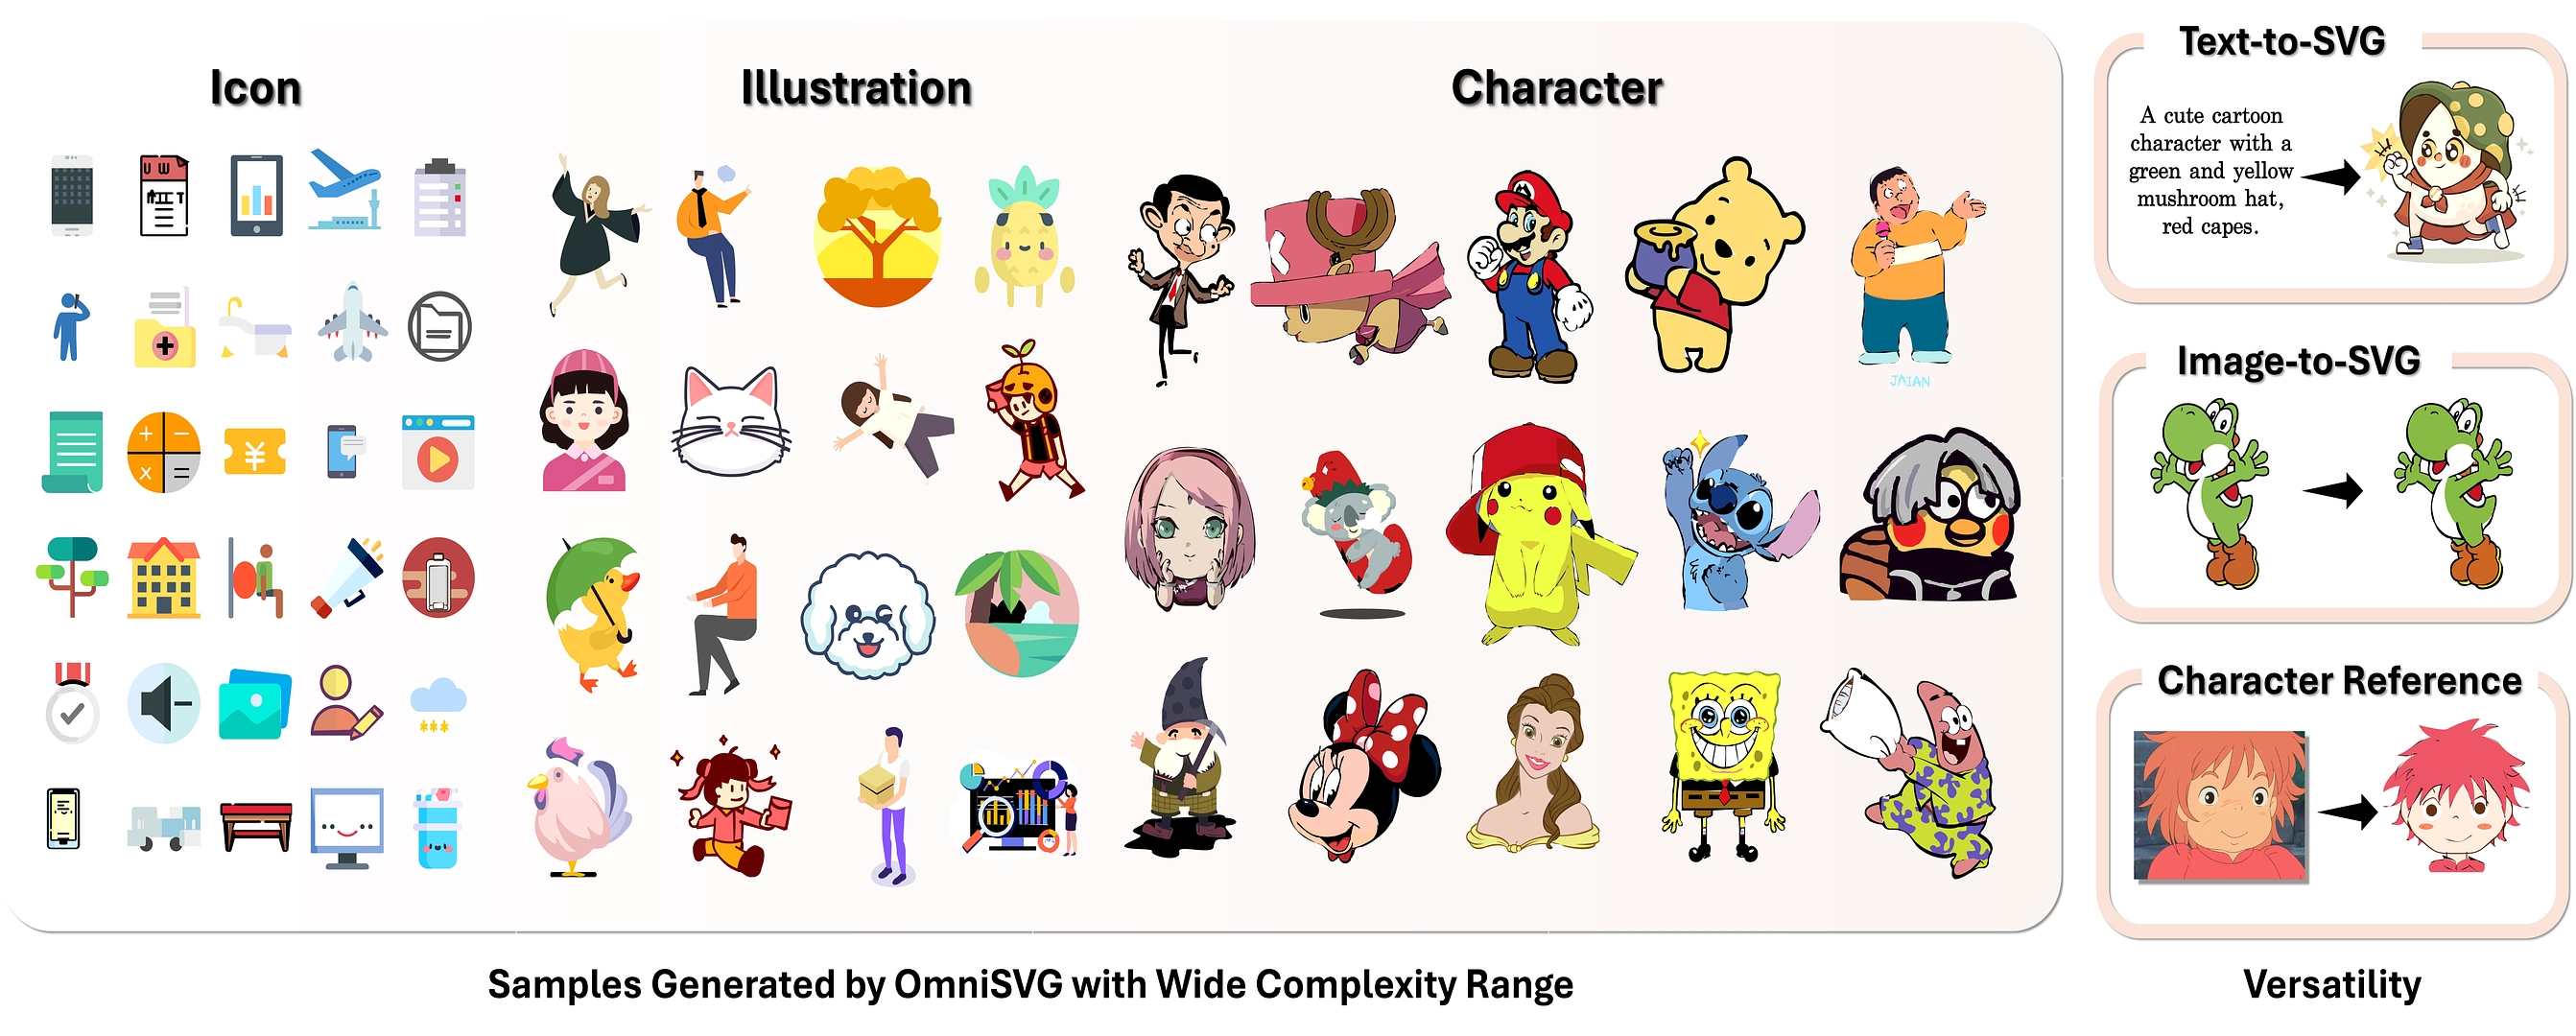 Icon
Illustration
Character
U W
JAIAN
Samples Generated by OmniSVG with Wide Complexity Range
Text-to-SVG
A cute cartoon
character with a
green and yellow
mushroom hat,
red capes.
Image-to-SVG
Character Reference
Versatility